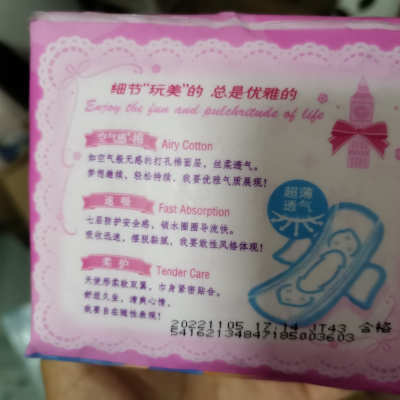 细节"玩美"的 总是优雅的
Enjoy the fun and pulchritude of life
空气感棉 Airy Cotton
如空气般无感的打孔棉面层，丝柔透气。
梦想继续，轻松持续，我要优雅气质展现！
速吸 Fast Absorption
七层防护安全感，锁水圈圈导流快。
吸收迅速，摆脱黏腻，我要敢性风格体现！
柔护 Tender Care
天使形柔软双翼，巾身紧密贴合。
舒适久坐，清爽心情，
我要自在随性表现！
超薄
透气
20221105 17:14 JT43 合格
54162134847185003603